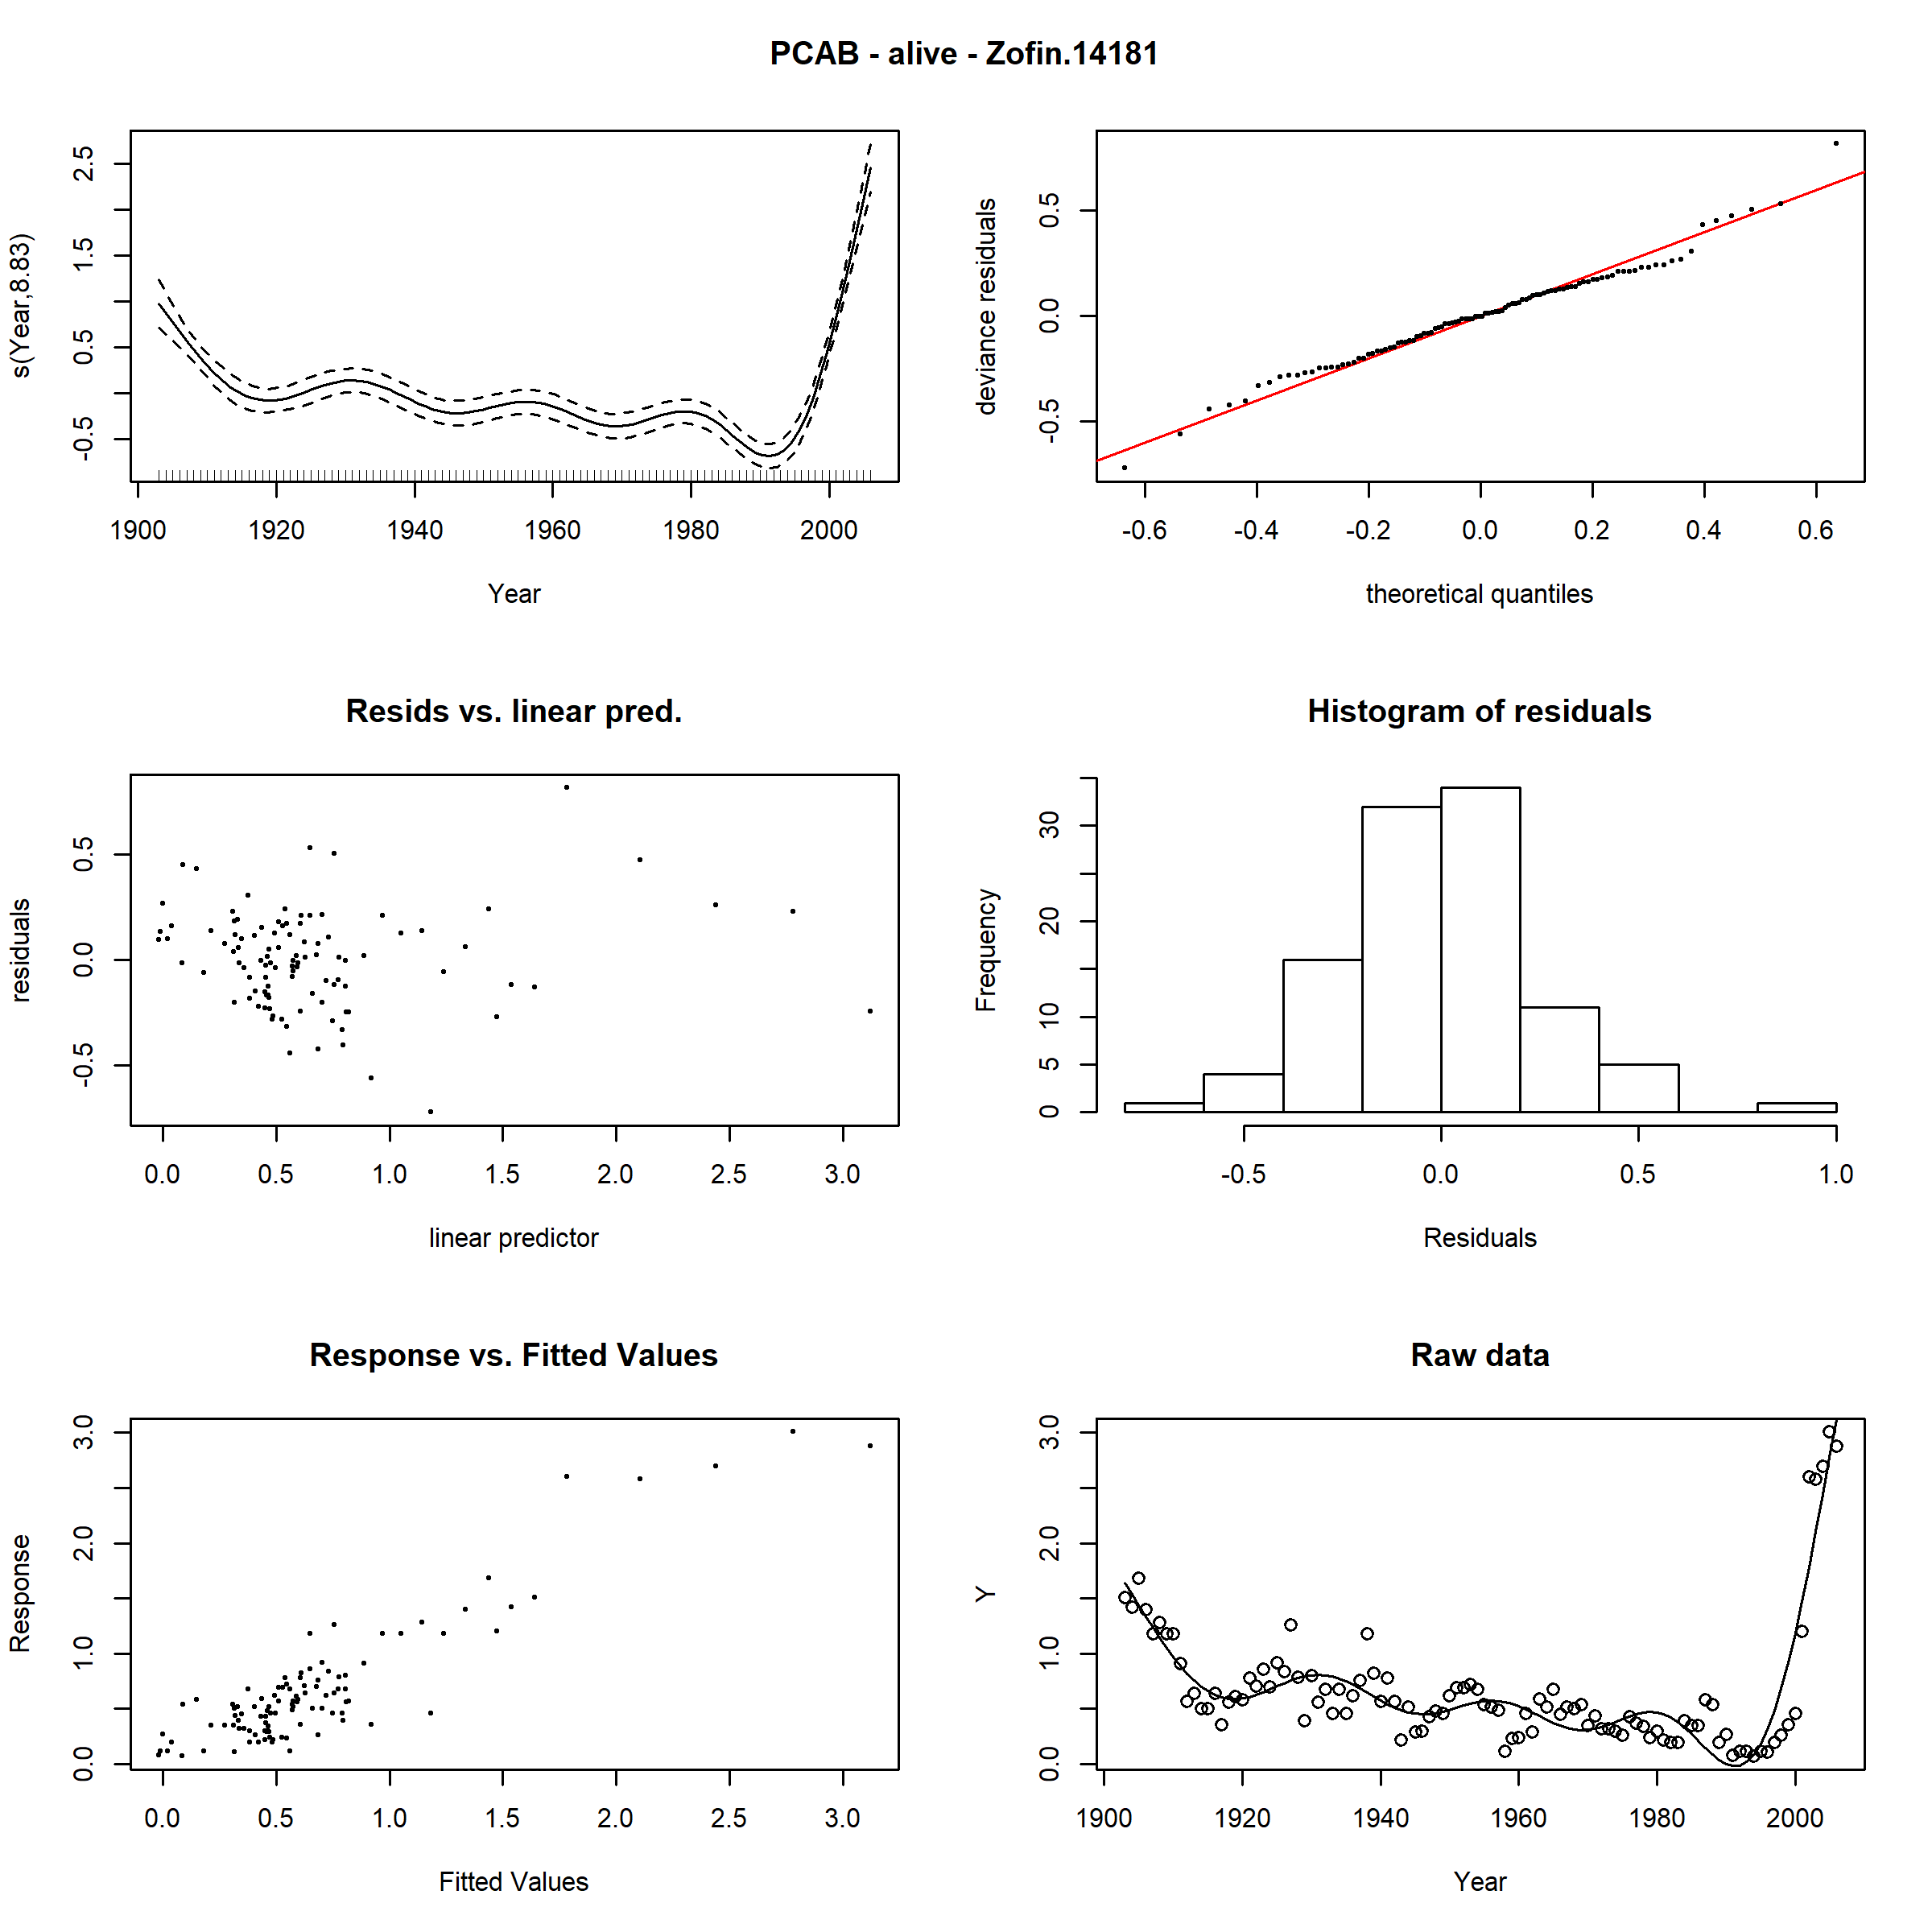 PCAB - alive - Zofin.14181
s(Year,8.83)
-0.5 0.5 1.5 2.5
1900 1920 1940 1960 1980 2000
Year
deviance residuals
-0.5 0.0 0.5
-0.6 -0.4 -0.2 0.0 0.2 0.4 0.6
theoretical quantiles
Resids vs. linear pred.
residuals
-0.5 0.0 0.5
0.0 0.5 1.0 1.5 2.0 2.5 3.0
linear predictor
Histogram of residuals
Frequency
0 5 10 20 30
-0.5 0.0 0.5 1.0
Residuals
Response vs. Fitted Values
Response
0.0 1.0 2.0 3.0
0.0 0.5 1.0 1.5 2.0 2.5 3.0
Fitted Values
Raw data
Y
0.0 1.0 2.0 3.0
1900 1920 1940 1960 1980 2000
Year